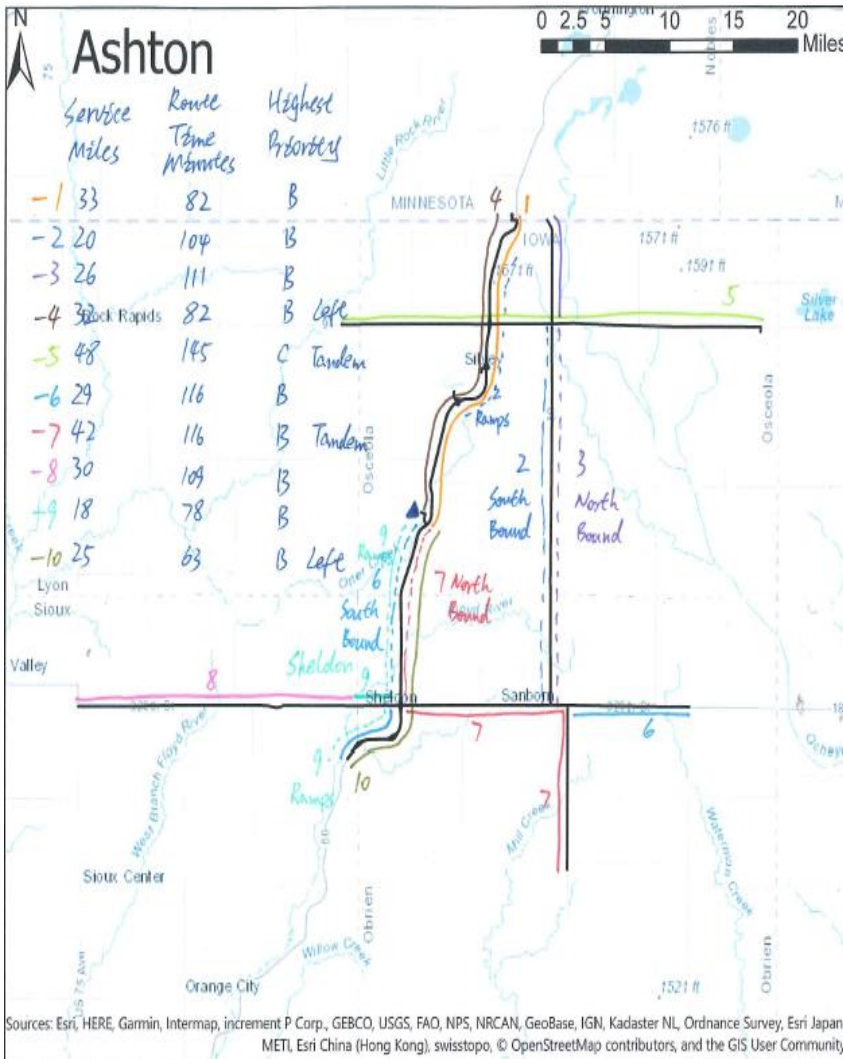 N
Ashton
0 2.5 5 10 15 20
Miles
Nobles
75
Service Route Highest
Miles Time Priority
Minutes
-1 33 82 B
-2 20 104 B
-3 26 111 B
-4 32 82 B Left
-5 48 145 C Tandem
-6 29 116 B
-7 42 116 B Tandem
-8 30 109 B
-9 18 78 B
-10 25 63 B Left
Little Rock River
1576 ft
MINNESOTA
4
1
IOWA
1571 ft
1671 ft
1591 ft
5
Silver
Lake
Rock Rapids
2
Ramps
Osceola
Osceola
2
South
Bound
3
North
Bound
9
Ramps
6
South
Bound
7 North
Bound
Lyon
Sioux
Valley
Sheldon
8
9
Sheldon
Sanborn
7
6
9
Ramps
10
7
West Branch Floyd River
Mill Creek
Waterman Creek
Sioux Center
60
Obrien
Willow Creek
Orange City
US 75 Ave
1521 ft
Obrien
Sources: Esri, HERE, Garmin, Intermap, increment P Corp., GEBCO, USGS, FAO, NPS, NRCAN, GeoBase, IGN, Kadaster NL, Ordnance Survey, Esri Japan,
METI, Esri China (Hong Kong), swisstopo, © OpenStreetMap contributors, and the GIS User Community